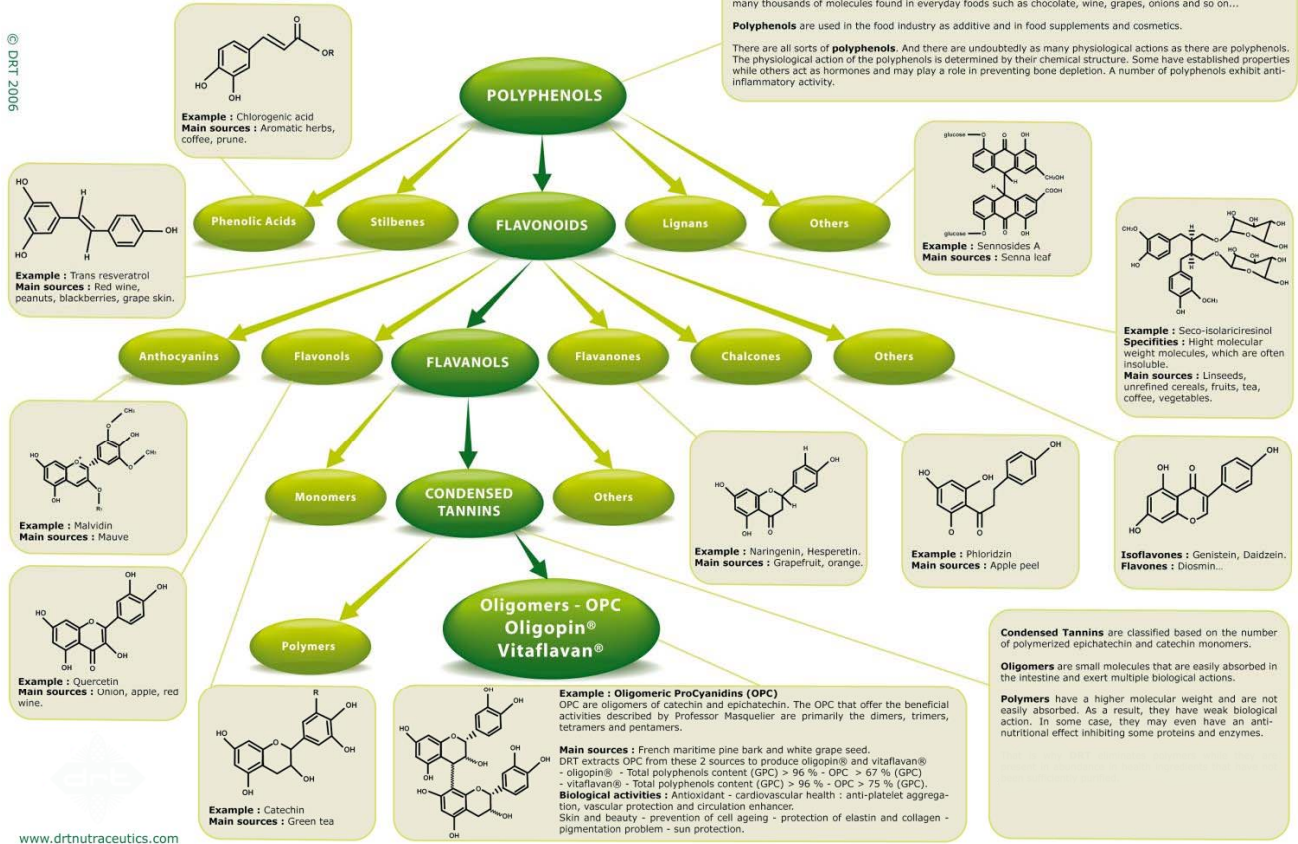 many thousands of molecules found in everyday foods such as chocolate, wine, grapes, onions and so on...
Polyphenols are used in the food industry as additive and in food supplements and cosmetics.
There are all sorts of polyphenols. And there are undoubtedly as many physiological actions as there are polyphenols.
The physiological action of the polyphenols is determined by their chemical structure. Some have established properties
while others act as hormones and may play a role in preventing bone depletion. A number of polyphenols exhibit anti-
inflammatory activity.
© DRT 2006
O
OR
HO
OH
Example : Chlorogenic acid
Main sources : Aromatic herbs,
coffee, prune.
POLYPHENOLS
HO
H
OH
H
HO
Example : Trans resveratrol
Main sources : Red wine,
peanuts, blackberries, grape skin.
Phenolic Acids
Stilbenes
FLAVONOIDS
Lignans
Others
glucose O O OH
CH₂OH
H
H
COOH
glucose O O OH
Example : Sennosides A
Main sources : Senna leaf
Example : Seco-isolariciresinol
Specifities : Hight molecular
weight molecules, which are often
insoluble.
Main sources : Linseeds,
unrefined cereals, fruits, tea,
coffee, vegetables.
Anthocyanins
Flavonols
FLAVANOLS
Flavanones
Chalcones
Others
Example : Malvidin
Main sources : Mauve
Monomers
CONDENSED
TANNINS
Others
Example : Naringenin, Hesperetin.
Main sources : Grapefruit, orange.
Example : Phloridzin
Main sources : Apple peel
Isoflavones : Genistein, Daidzein.
Flavones : Diosmin...
Example : Quercetin
Main sources : Onion, apple, red
wine.
Polymers
Oligomers - OPC
Oligopin®
Vitaflavan®
Condensed Tannins are classified based on the number
of polymerized epichatechin and catechin monomers.
Oligomers are small molecules that are easily absorbed in
the intestine and exert multiple biological actions.
Polymers have a higher molecular weight and are not
easily absorbed. As a result, they have weak biological
action. In some case, they may even have an anti-
nutritional effect inhibiting some proteins and enzymes.
Example : Catechin
Main sources : Green tea
Example : Oligomeric ProCyanidins (OPC)
OPC are oligomers of catechin and epichatechin. The OPC that offer the beneficial
activities described by Professor Masquelier are primarily the dimers, trimers,
tetramers and pentamers.
Main sources : French maritime pine bark and white grape seed.
DRT extracts OPC from these 2 sources to produce oligopin® and vitaflavan®
- oligopin® - Total polyphenols content (GPC) > 96 % - OPC > 67 % (GPC)
- vitaflavan® - Total polyphenols content (GPC) > 96 % - OPC > 75 % (GPC).
Biological activities : Antioxidant - cardiovascular health : anti-platelet aggrega-
tion, vascular protection and circulation enhancer.
Skin and beauty - prevention of cell ageing - protection of elastin and collagen -
pigmentation problem - sun protection.
drt
www.drtnutraceutics.com